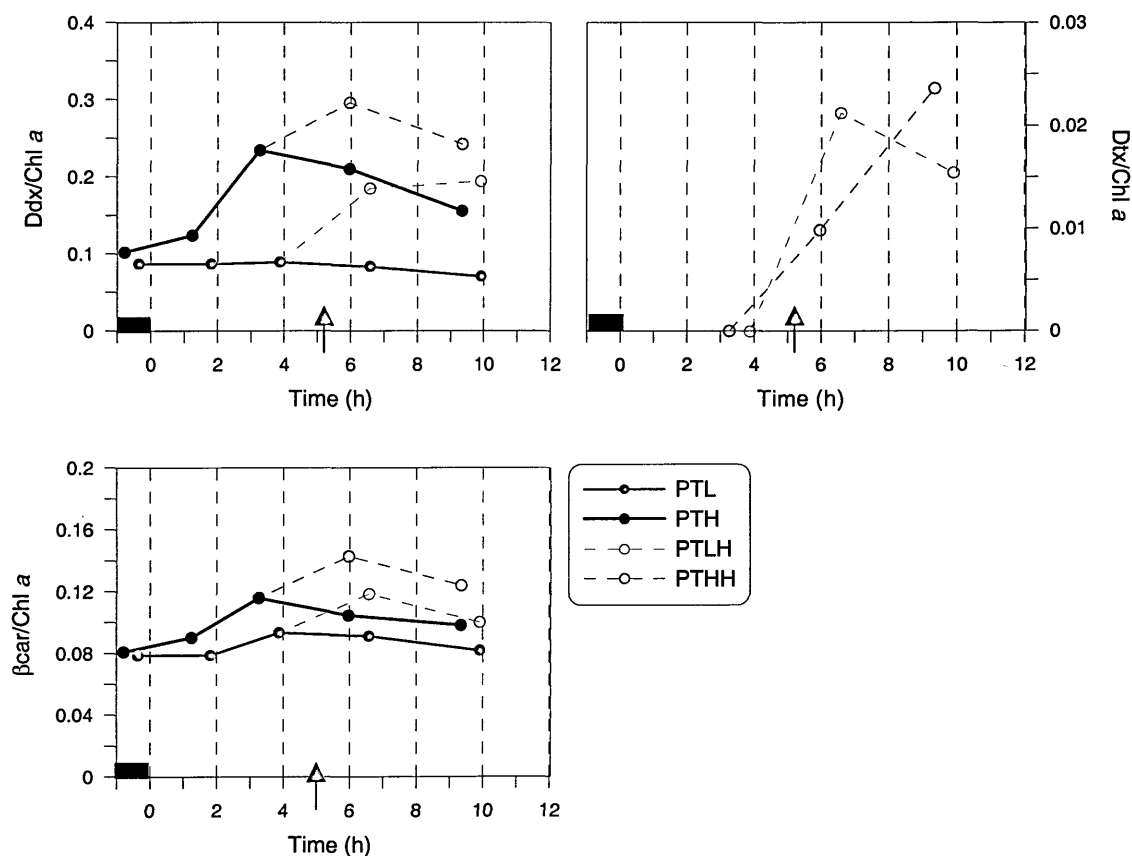 0.4
0.3
0.2
0.1
0
Ddx/Chl a
0 2 4 6 8 10 12
Time (h)
0.03
0.02
0.01
0
Dtx/Chl a
0 2 4 6 8 10 12
Time (h)
0.2
0.16
0.12
0.08
0.04
0
βcar/Chl a
0 2 4 6 8 10 12
Time (h)
PTL
PTH
PTLH
PTHH